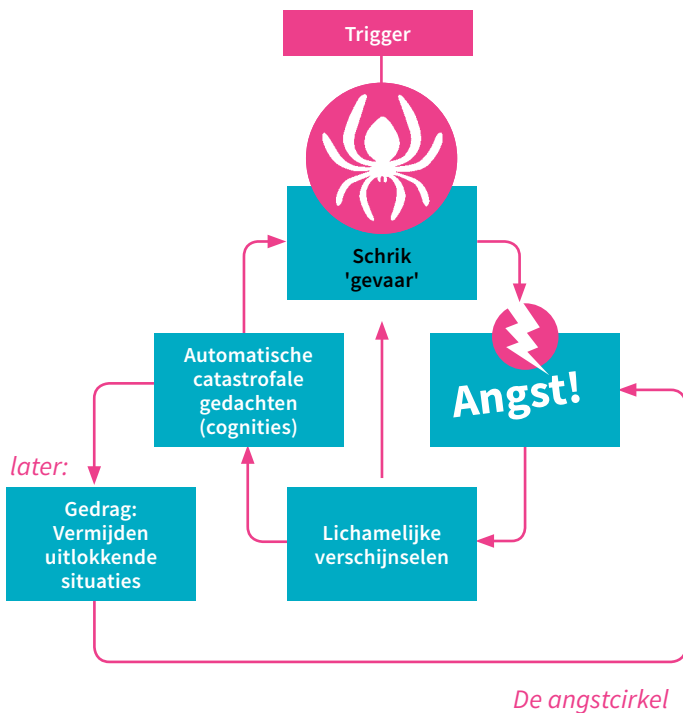 Trigger
Schrik
'gevaar'
Angst!
Automatische
catastrofale
gedachten
(cognities)
later:
Gedrag:
Vermijden
uitlokkende
situaties
Lichamelijke
verschijnselen
De angstcirkel